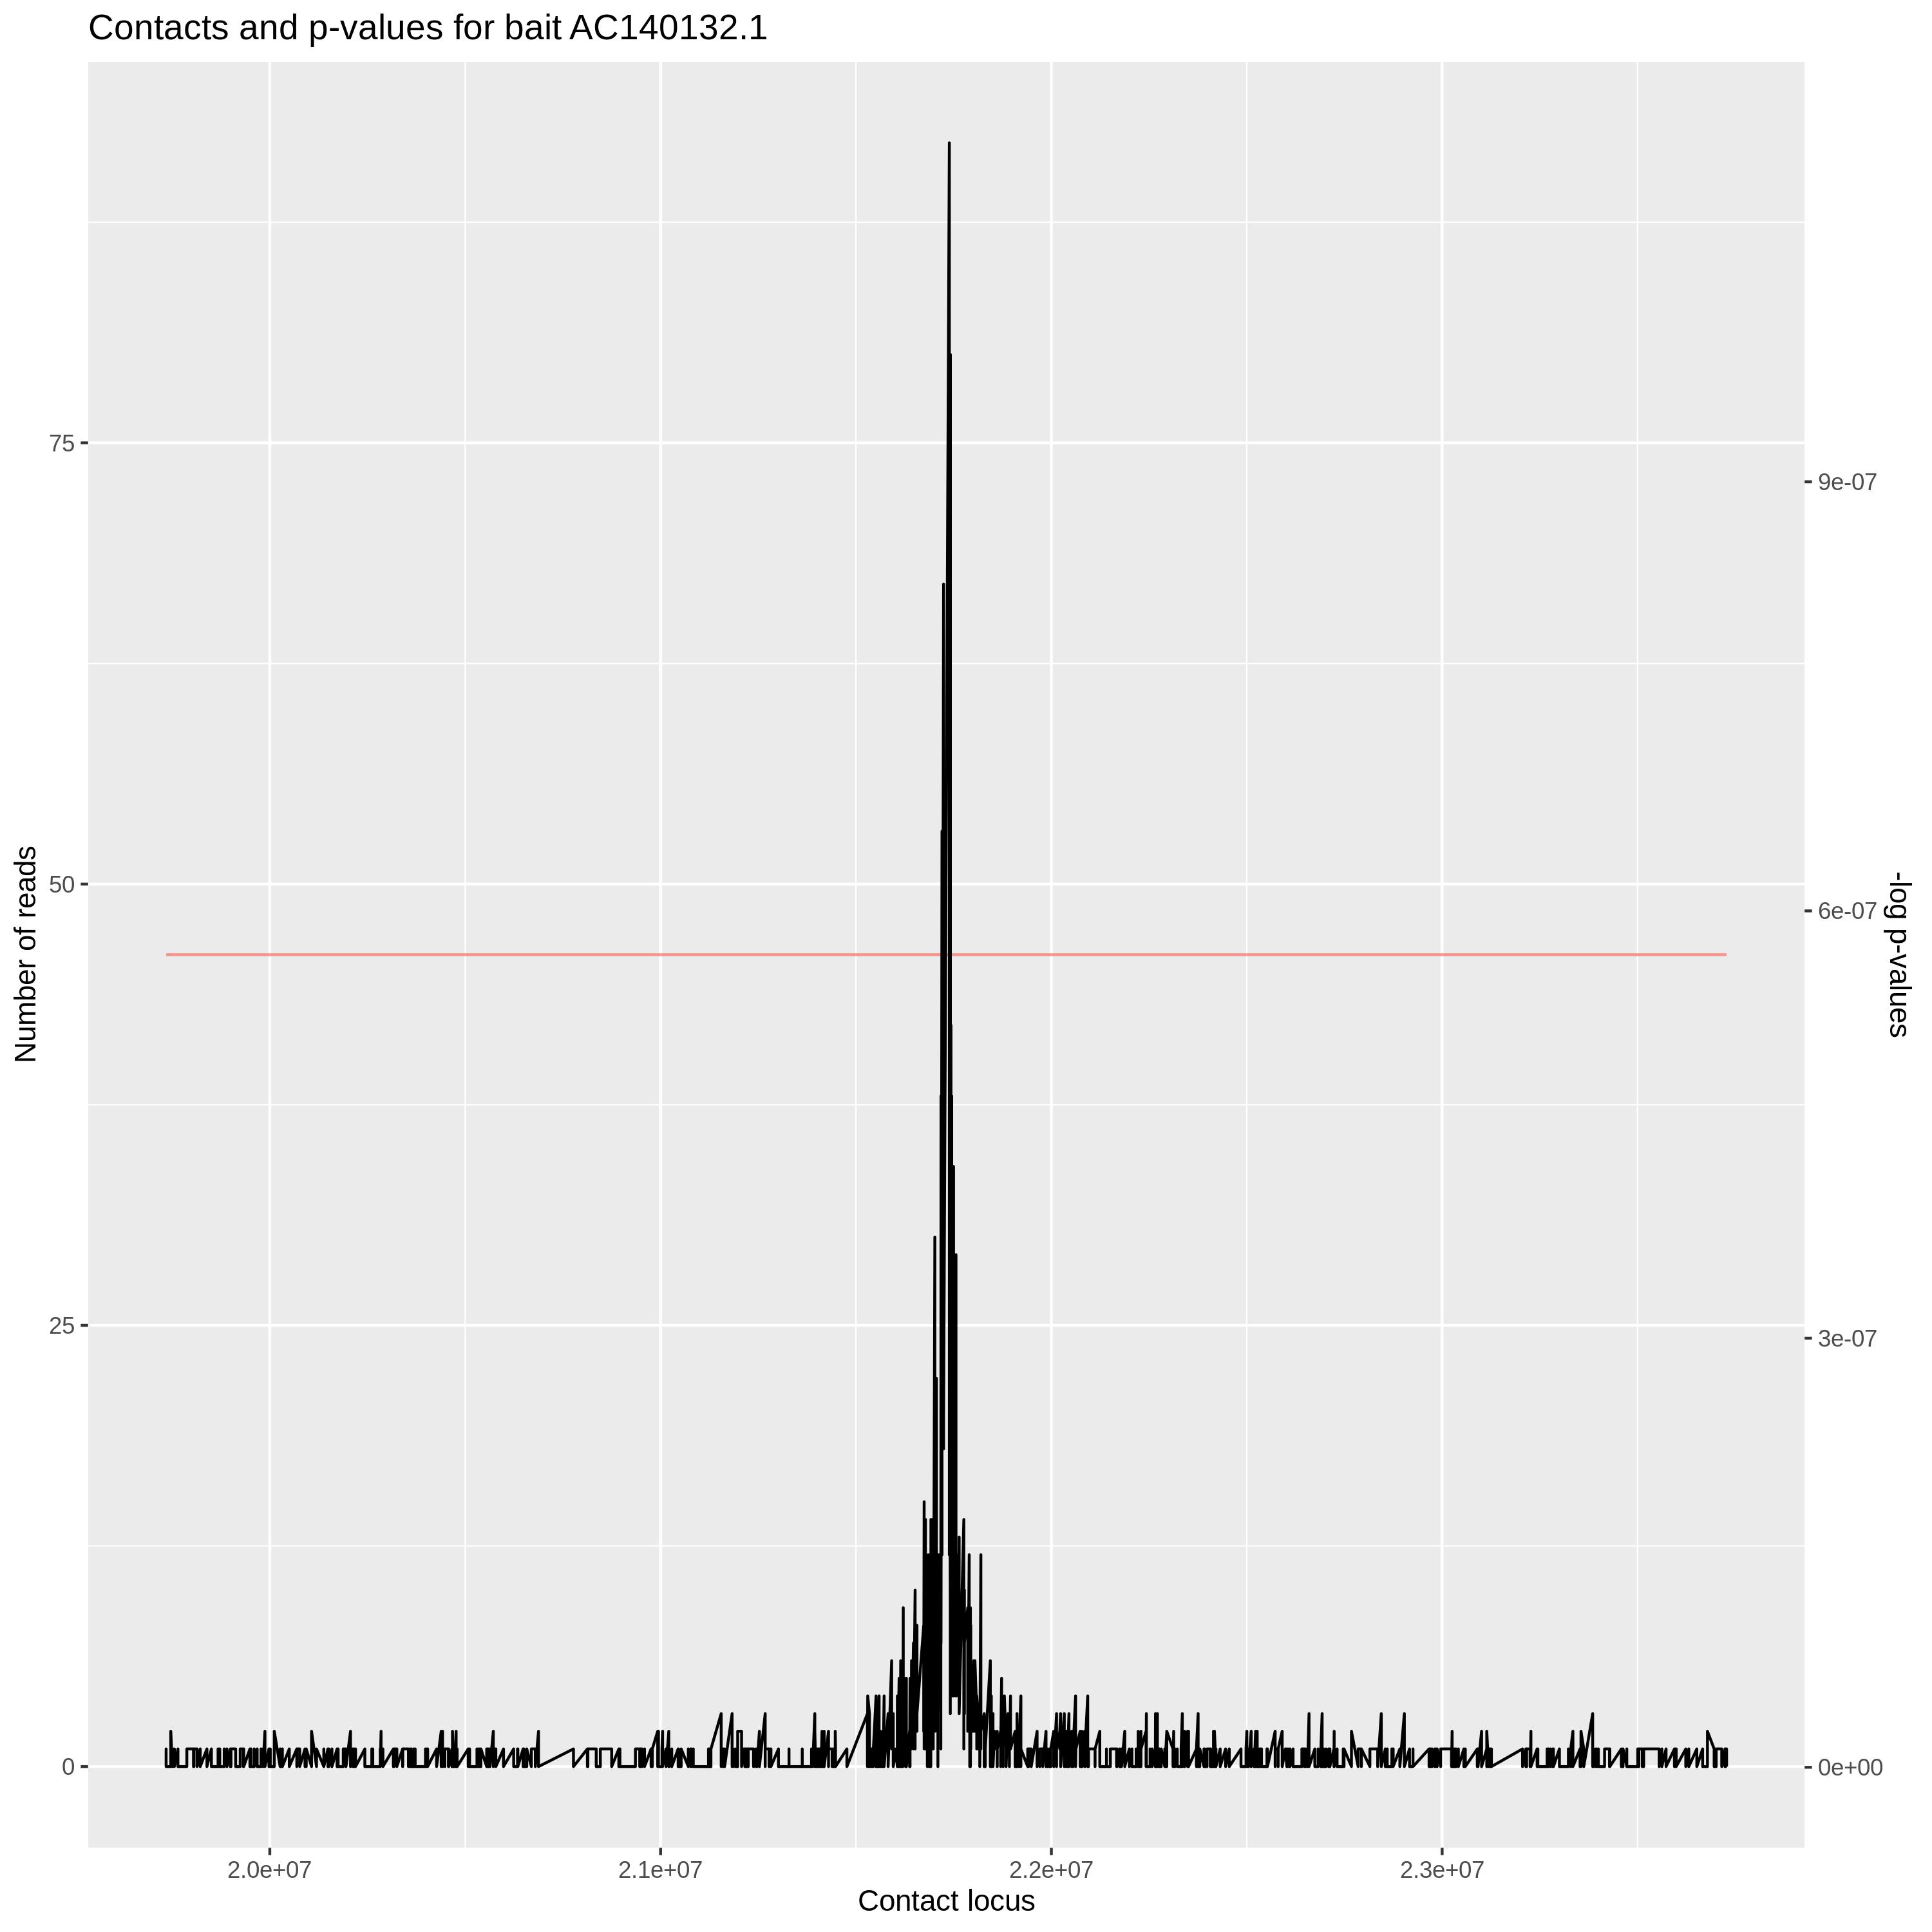 Contacts and p-values for bait AC140132.1
75
50
25
0
Number of reads
9e-07
6e-07
3e-07
0e+00
-log p-values
2.0e+07
2.1e+07
2.2e+07
2.3e+07
Contact locus